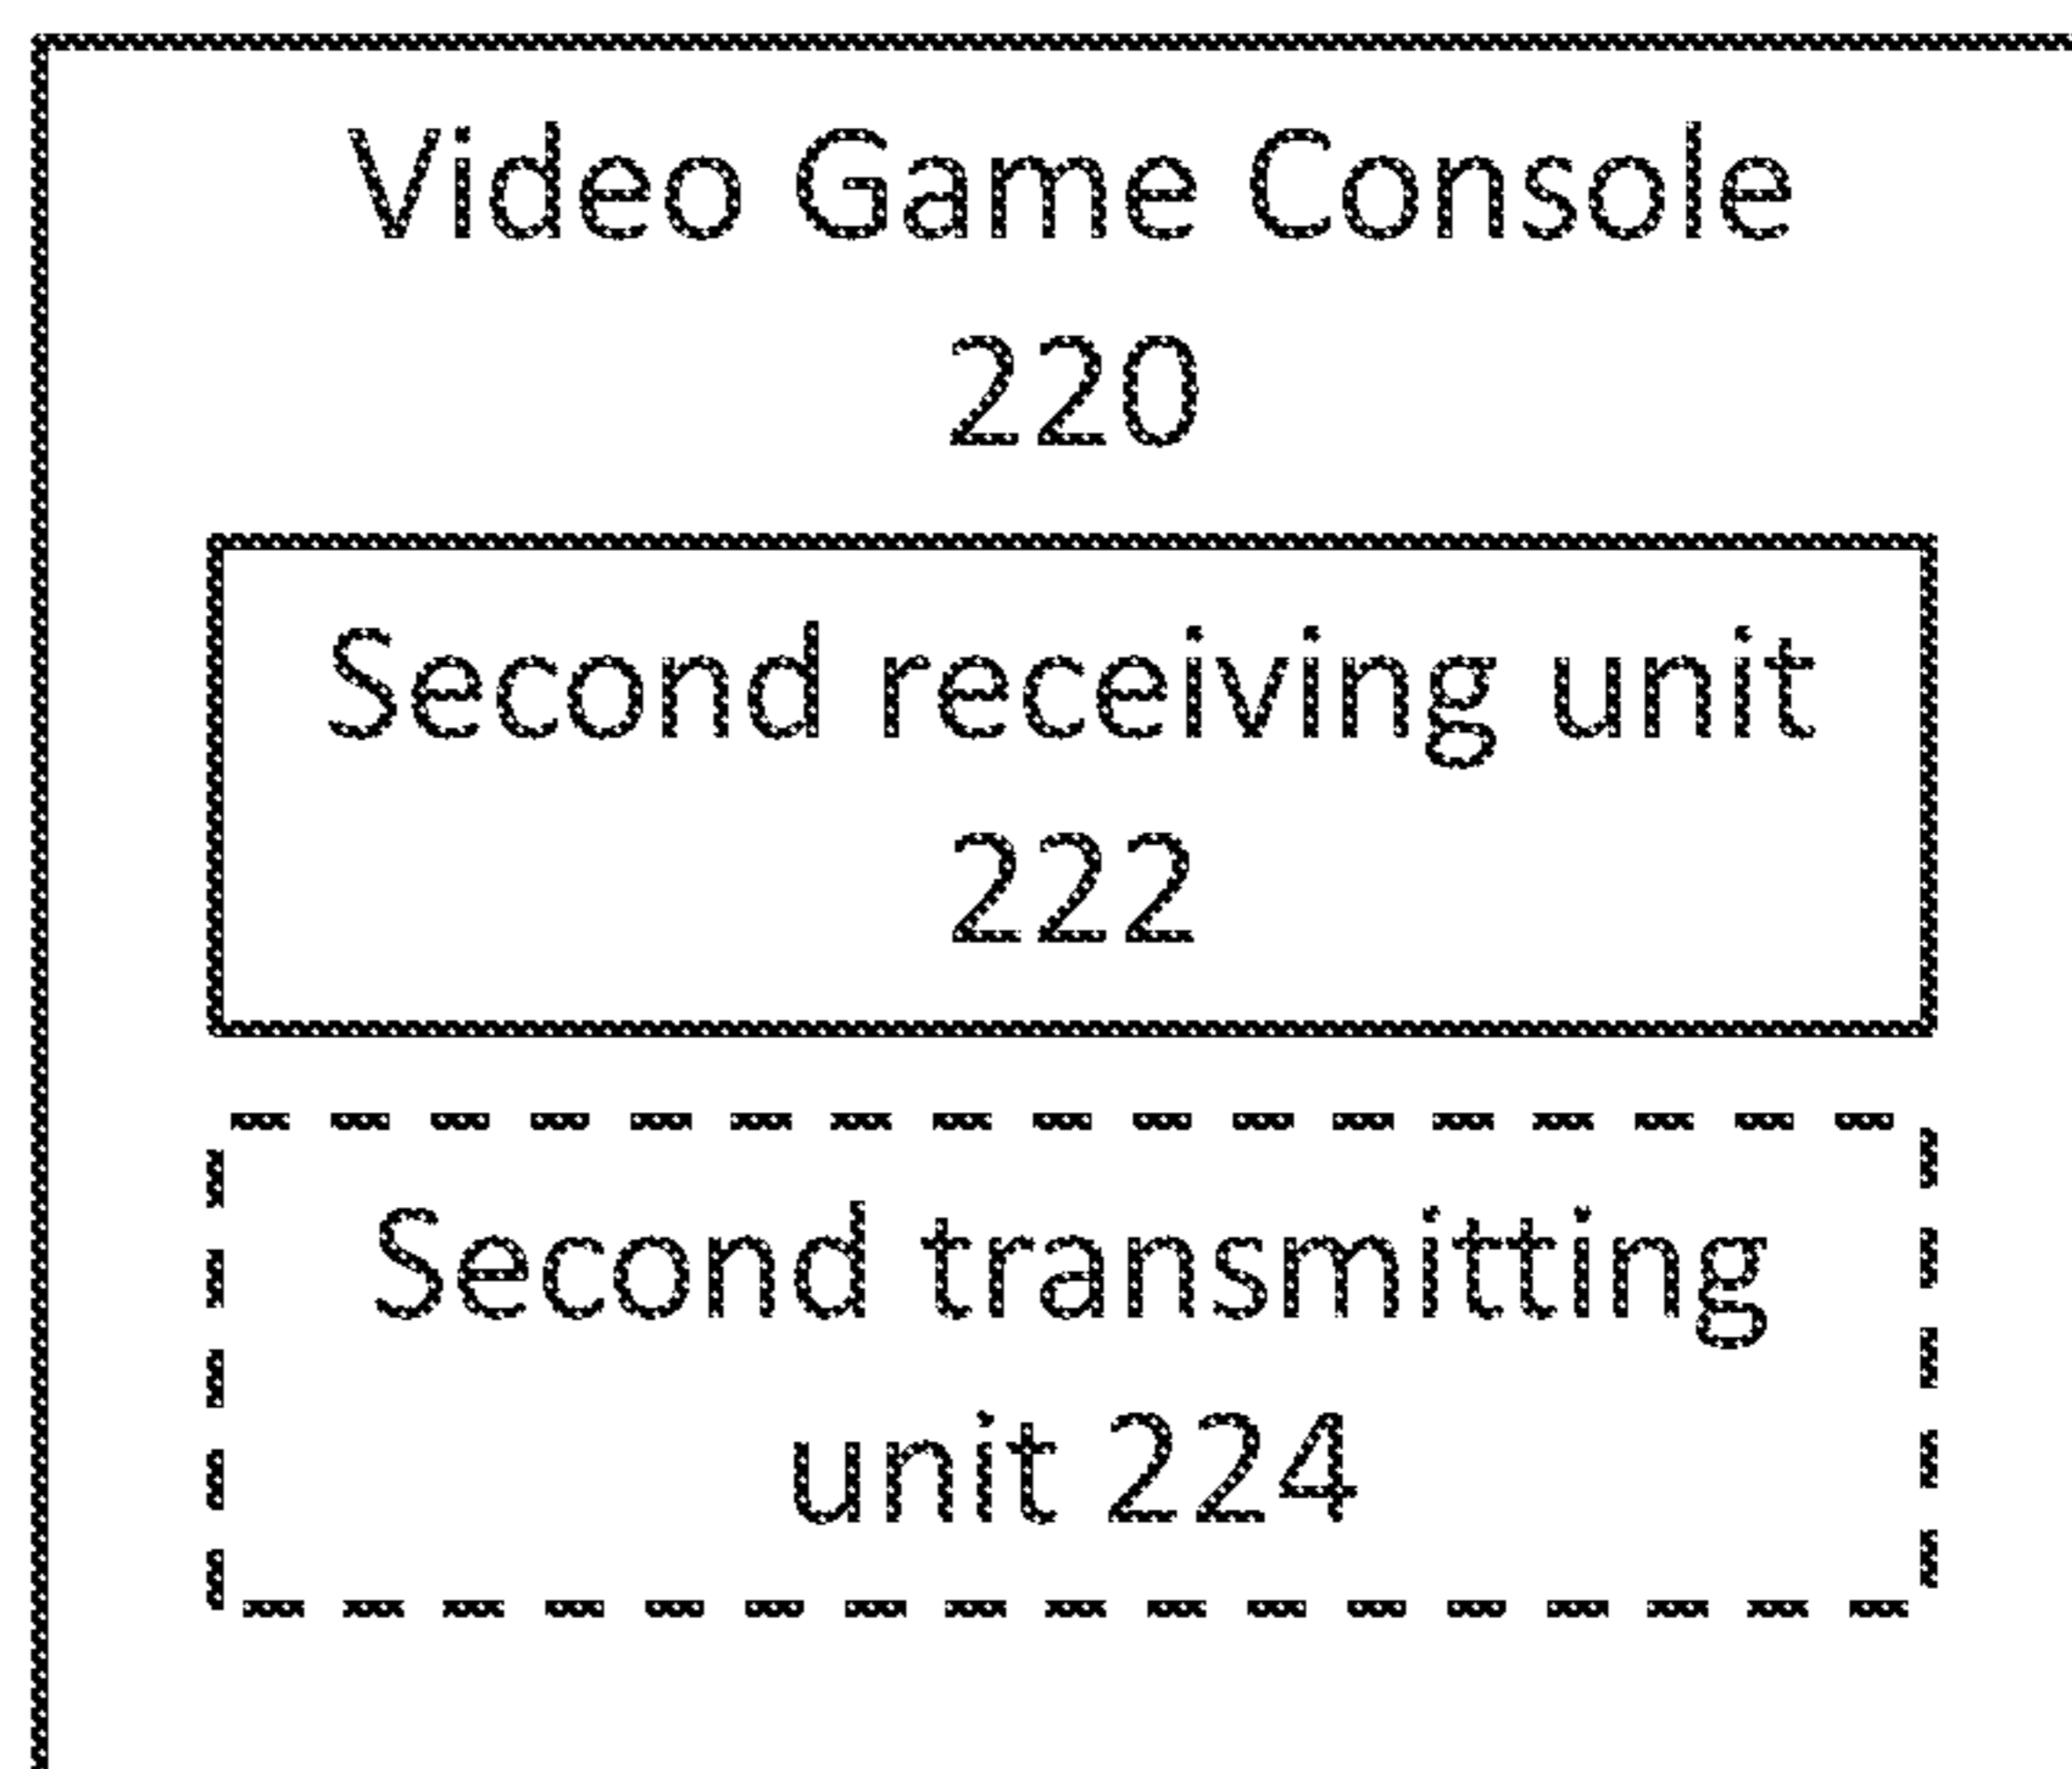 Video Game Console
220
Second receiving unit
222
Second transmitting
unit 224